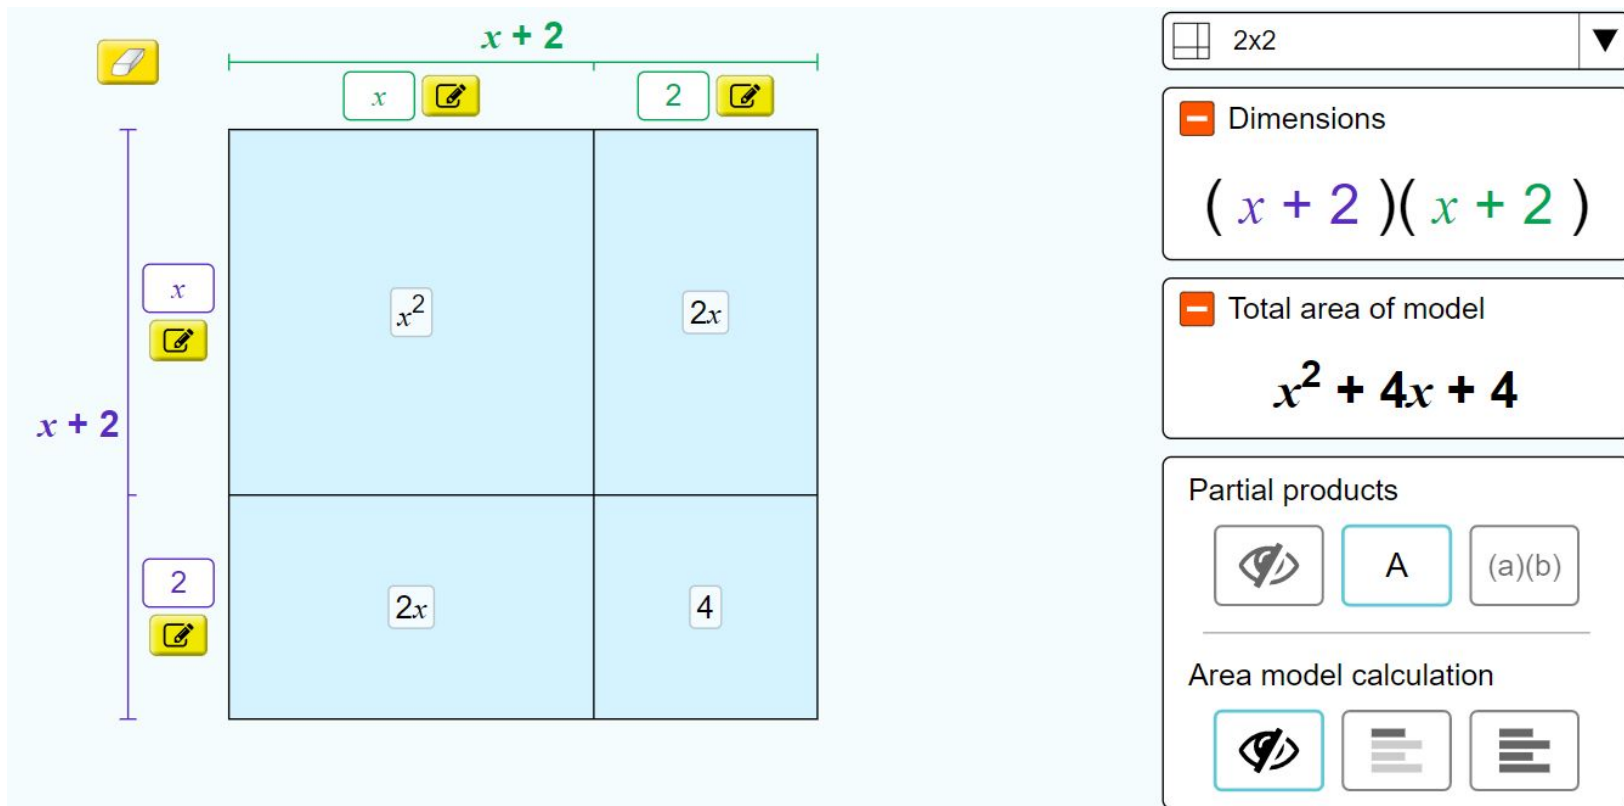 x + 2
x
2
x + 2
x
2
x²
2x
2x
4
2x2
Dimensions
( x + 2 )( x + 2 )
Total area of model
x² + 4x + 4
Partial products
A
(a)(b)
Area model calculation